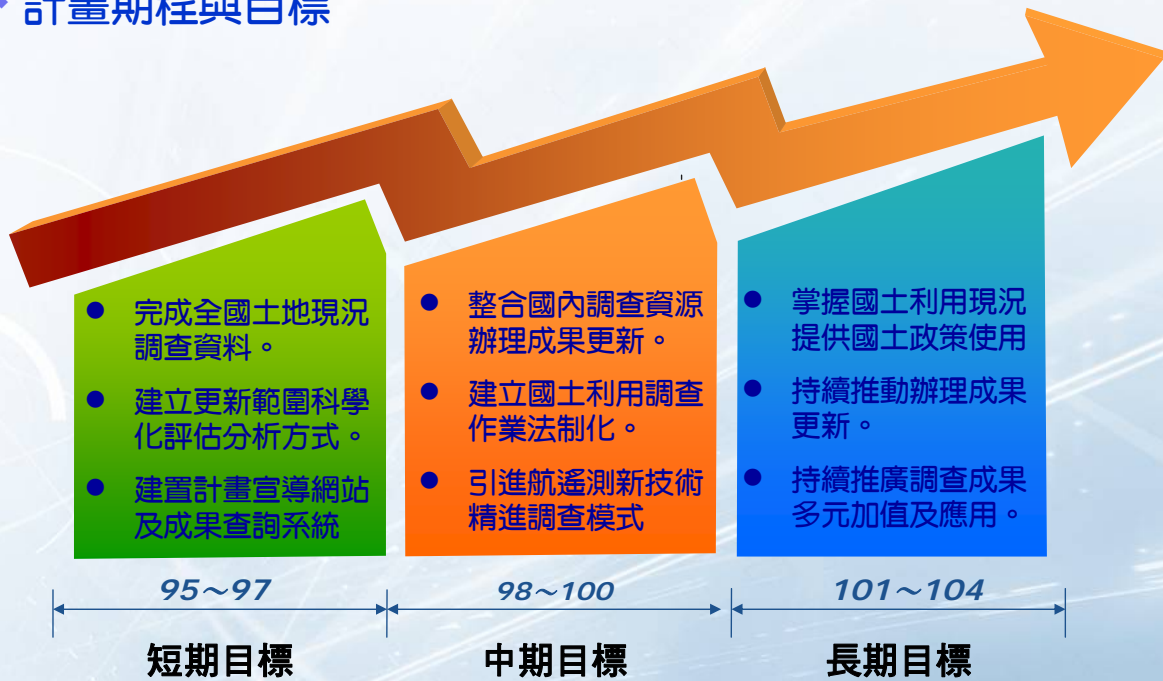 計畫期程與目標
完成全國土地現況
調查資料。
建立更新範圍科學
化評估分析方式。
建置計畫宣導網站
及成果查詢系統
整合國內調查資源
辦理成果更新。
建立國土利用調查
作業法制化。
引進航遙測新技術
精進調查模式
掌握國土利用現況
提供國土政策使用
持續推動辦理成果
更新。
持續推廣調查成果
多元加值及應用。
95～97
98～100
101～104
短期目標
中期目標
長期目標